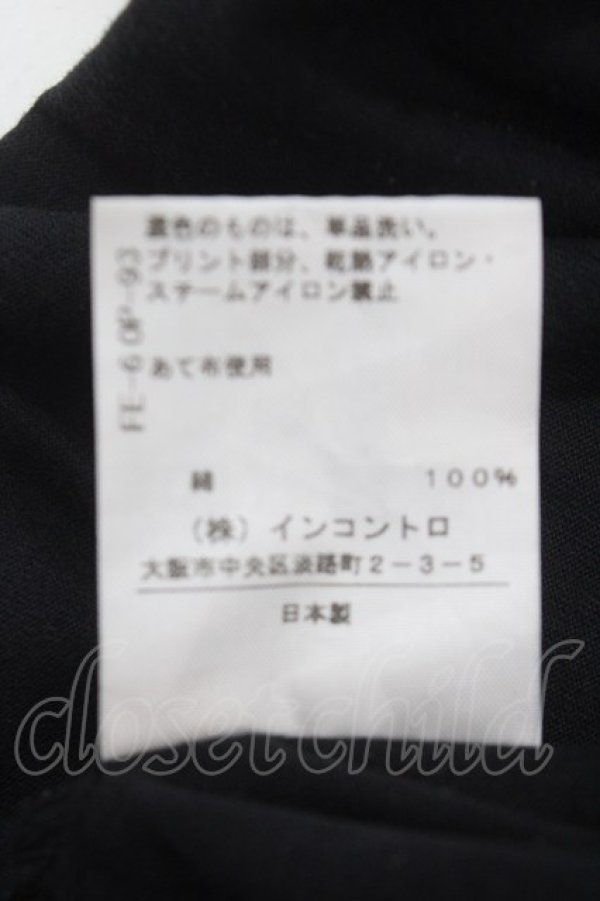 濃色のものは、単品洗い。
プリント部分、乾熱アイロン・
スチームアイロン禁止
あて布使用
綿 100%
(株)インコントロ
大阪市中央区淡路町2-3-5
日本製
closet child